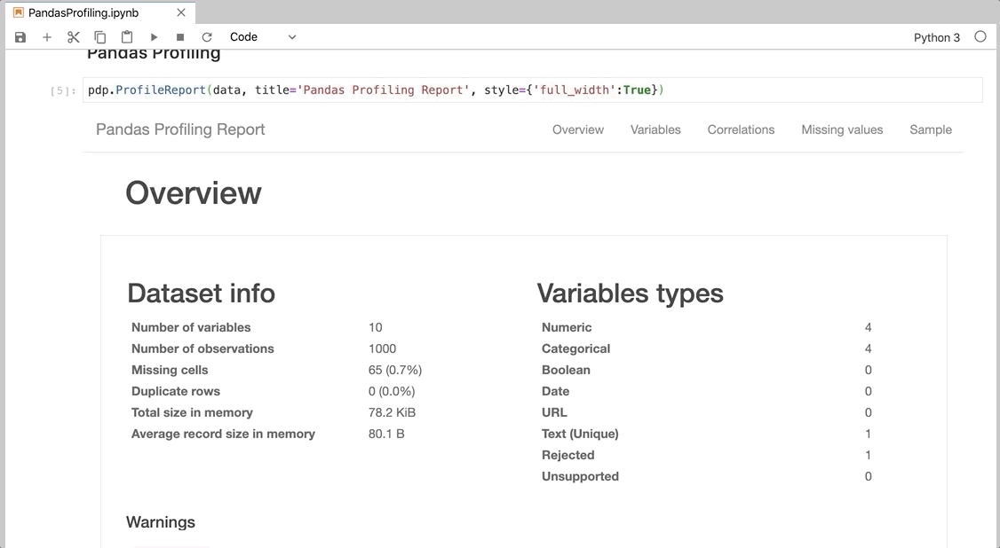 PandasProfiling.ipynb
Code
Python 3
Pandas Profiling
[5]: pdp.ProfileReport(data, title='Pandas Profiling Report', style={'full_width':True})
Pandas Profiling Report Overview Variables Correlations Missing values Sample
Overview
Dataset info
Number of variables 10
Number of observations 1000
Missing cells 65 (0.7%)
Duplicate rows 0 (0.0%)
Total size in memory 78.2 KiB
Average record size in memory 80.1 B
Variables types
Numeric 4
Categorical 4
Boolean 0
Date 0
URL 0
Text (Unique) 1
Rejected 1
Unsupported 0
Warnings